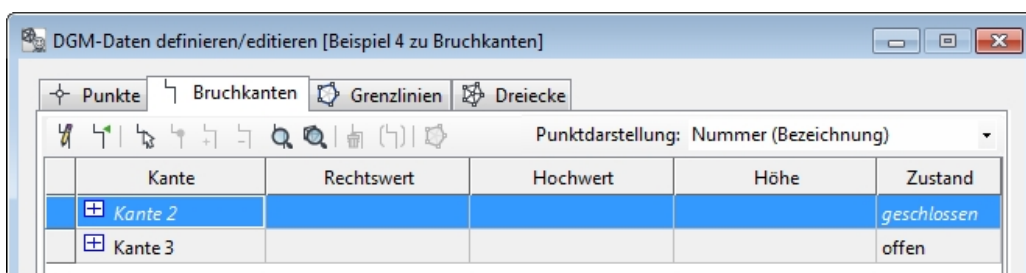 DGM-Daten definieren/editieren [Beispiel 4 zu Bruchkanten]
Punkte Bruchkanten Grenzlinien Dreiecke
Punktdarstellung: Nummer (Bezeichnung)
Kante Rechtswert Hochwert Höhe Zustand
Kante 2 geschlossen
Kante 3 offen